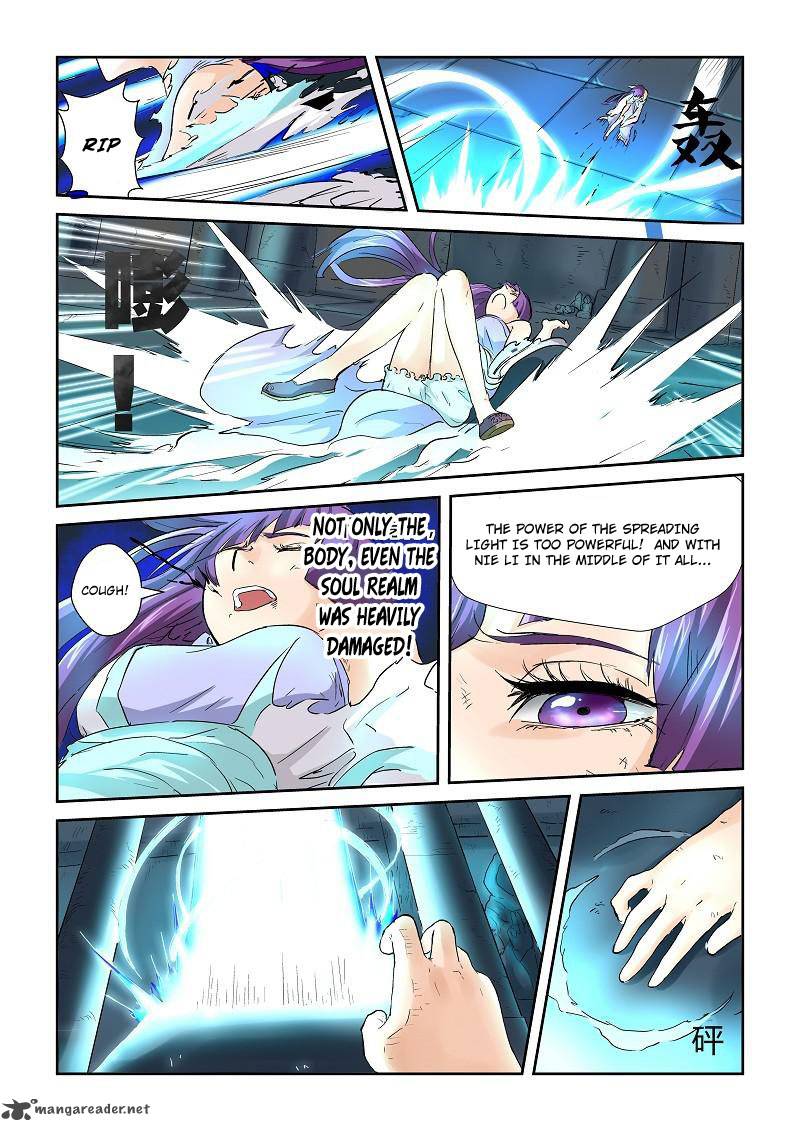 RIP
轰
嘭
!
COUGH!
NOT ONLY THE
BODY, EVEN THE
SOUL REALM
WAS HEAVILY
DAMAGED!
THE POWER OF THE SPREADING
LIGHT IS TOO POWERFUL! AND WITH
NIE LI IN THE MIDDLE OF IT ALL...
砰
mangareader.net